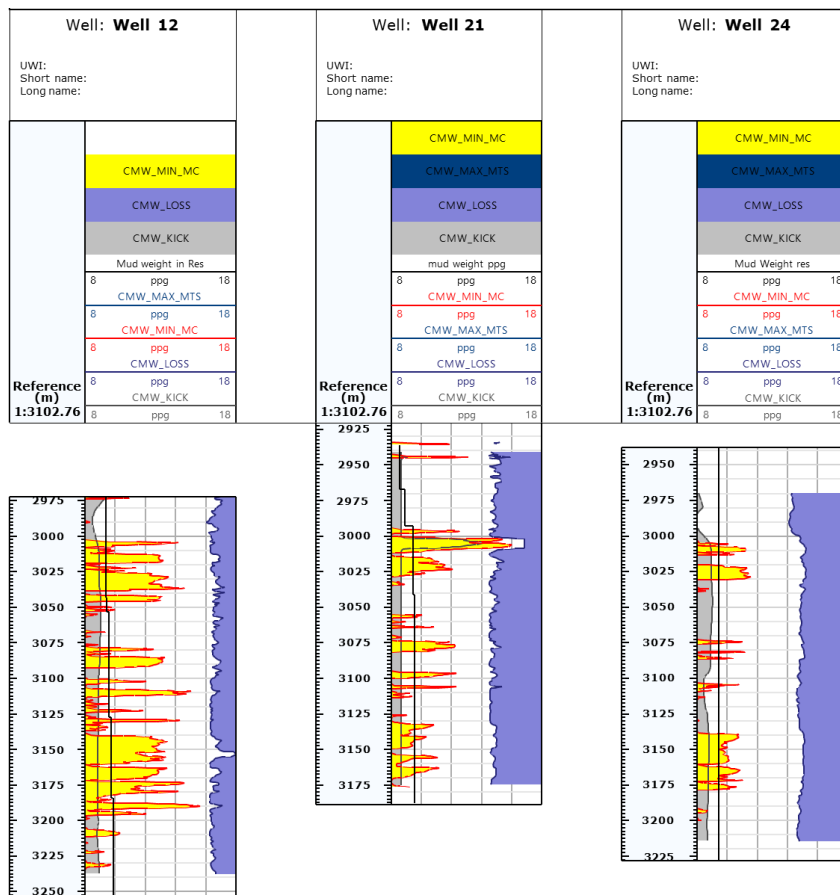 Well: Well 12
UWI:
Short name:
Long name:
CMW_MIN_MC
CMW_LOSS
CMW_KICK
Mud weight in Res
8 ppg 18
CMW_MAX_MTS
8 ppg 18
CMW_MIN_MC
8 ppg 18
CMW_LOSS
8 ppg 18
CMW_KICK
8 ppg 18
Reference
(m)
1:3102.76
2975
3000
3025
3050
3075
3100
3125
3150
3175
3200
3225
3250
Well: Well 21
UWI:
Short name:
Long name:
CMW_MIN_MC
CMW_MAX_MTS
CMW_LOSS
CMW_KICK
mud weight ppg
8 ppg 18
CMW_MIN_MC
8 ppg 18
CMW_MAX_MTS
8 ppg 18
CMW_LOSS
8 ppg 18
CMW_KICK
8 ppg 18
Reference
(m)
1:3102.76
2925
2950
2975
3000
3025
3050
3075
3100
3125
3150
3175
Well: Well 24
UWI:
Short name:
Long name:
CMW_MIN_MC
CMW_MAX_MTS
CMW_LOSS
CMW_KICK
Mud Weight res
8 ppg 18
CMW_MIN_MC
8 ppg 18
CMW_MAX_MTS
8 ppg 18
CMW_LOSS
8 ppg 18
CMW_KICK
8 ppg 18
Reference
(m)
1:3102.76
2950
2975
3000
3025
3050
3075
3100
3125
3150
3175
3200
3225